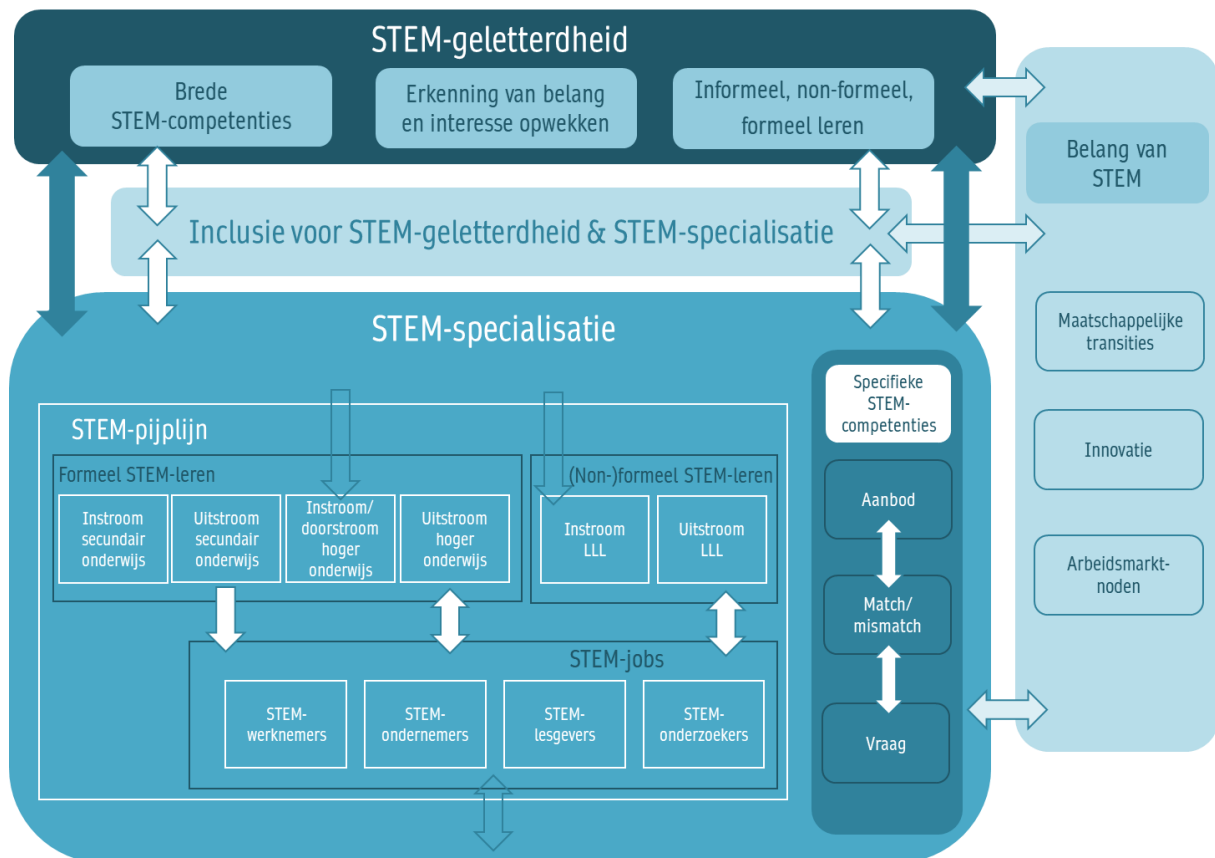 STEM-geletterdheid
Brede
STEM-competenties
Erkenning van belang
en interesse opwekken
Informeel, non-formeel,
formeel leren
Belang van
STEM
Inclusie voor STEM-geletterdheid & STEM-specialisatie
Maatschappelijke
transities
Innovatie
Arbeidsmarkt-
noden
STEM-specialisatie
STEM-pijplijn
Formeel STEM-leren
Instroom
secundair
onderwijs
Uitstroom
secundair
onderwijs
Instroom/
doorstroom
hoger
onderwijs
Uitstroom
hoger
onderwijs
(Non-)formeel STEM-leren
Instroom
LLL
Uitstroom
LLL
STEM-jobs
STEM-
werknemers
STEM-
ondernemers
STEM-
lesgevers
STEM-
onderzoekers
Specifieke
STEM-
competenties
Aanbod
Match/
mismatch
Vraag